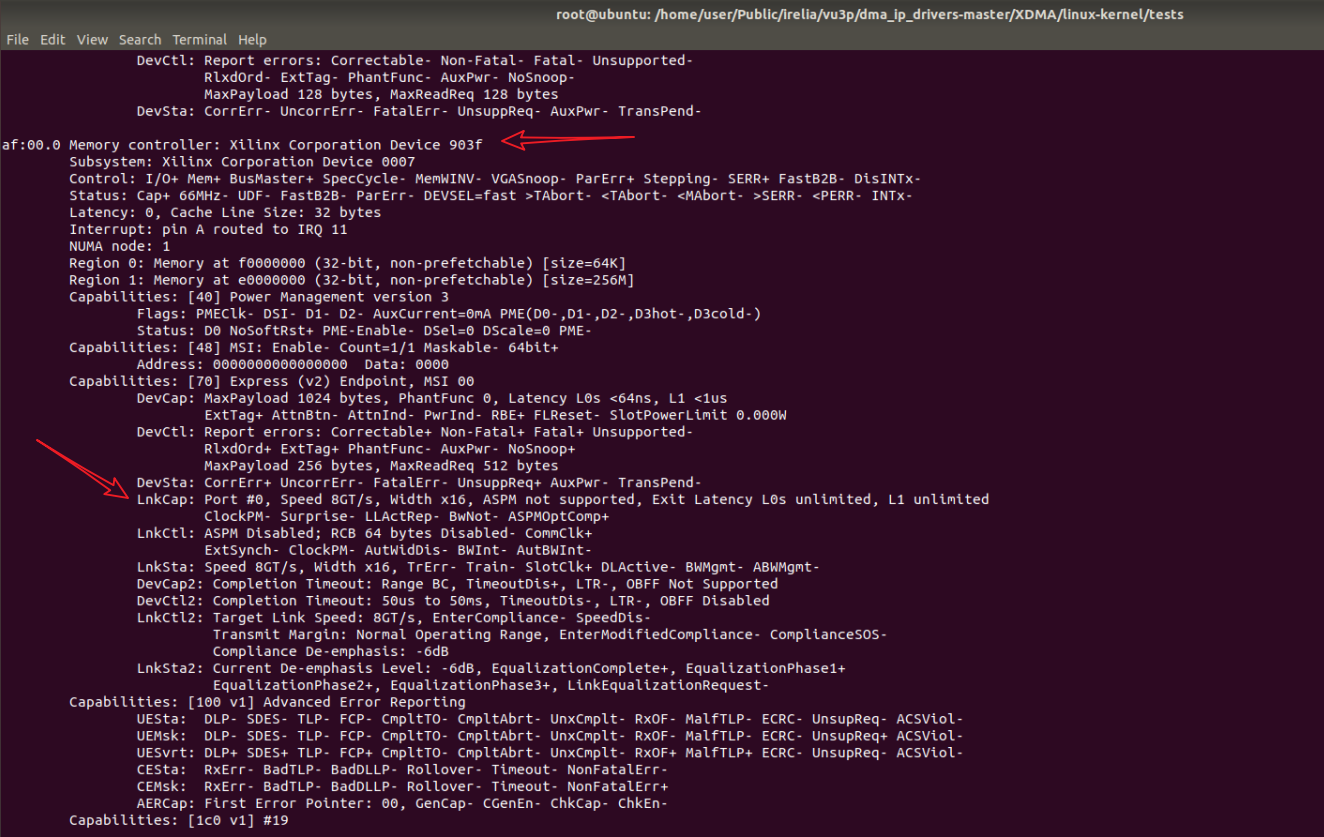 root@ubuntu: /home/user/Public/irelia/vu3p/dma_ip_drivers-master/XDMA/linux-kernel/tests
File Edit View Search Terminal Help
DevCtl: Report errors: Correctable- Non-Fatal- Fatal- Unsupported-
RlxdOrd- ExtTag- PhantFunc- AuxPwr- NoSnoop-
MaxPayload 128 bytes, MaxReadReq 128 bytes
DevSta: CorrErr- UncorrErr- FatalErr- UnsuppReq- AuxPwr- TransPend-
af:00.0 Memory controller: Xilinx Corporation Device 903f
Subsystem: Xilinx Corporation Device 0007
Control: I/O+ Mem+ BusMaster+ SpecCycle- MemWINV- VGASnoop- ParErr+ Stepping- SERR+ FastB2B- DisINTx-
Status: Cap+ 66MHz- UDF- FastB2B- ParErr- DEVSEL=fast >TAbort- <TAbort- <MAbort- >SERR- <PERR- INTx-
Latency: 0, Cache Line Size: 32 bytes
Interrupt: pin A routed to IRQ 11
NUMA node: 1
Region 0: Memory at f0000000 (32-bit, non-prefetchable) [size=64K]
Region 1: Memory at e0000000 (32-bit, non-prefetchable) [size=256M]
Capabilities: [40] Power Management version 3
Flags: PMEClk- DSI- D1- D2- AuxCurrent=0mA PME(D0-,D1-,D2-,D3hot-,D3cold-)
Status: D0 NoSoftRst+ PME-Enable- DSel=0 DScale=0 PME-
Capabilities: [48] MSI: Enable- Count=1/1 Maskable- 64bit+
Address: 0000000000000000  Data: 0000
Capabilities: [70] Express (v2) Endpoint, MSI 00
DevCap: MaxPayload 1024 bytes, PhantFunc 0, Latency L0s <64ns, L1 <1us
ExtTag+ AttnBtn- AttnInd- PwrInd- RBE+ FLReset- SlotPowerLimit 0.000W
DevCtl: Report errors: Correctable+ Non-Fatal+ Fatal+ Unsupported-
RlxdOrd+ ExtTag+ PhantFunc- AuxPwr- NoSnoop+
MaxPayload 256 bytes, MaxReadReq 512 bytes
DevSta: CorrErr+ UncorrErr- FatalErr- UnsuppReq+ AuxPwr- TransPend-
LnkCap: Port #0, Speed 8GT/s, Width x16, ASPM not supported, Exit Latency L0s unlimited, L1 unlimited
ClockPM- Surprise- LLActRep- BwNot- ASPMOptComp+
LnkCtl: ASPM Disabled; RCB 64 bytes Disabled- CommClk+
ExtSynch- ClockPM- AutWidDis- BWInt- AutBWInt-
LnkSta: Speed 8GT/s, Width x16, TrErr- Train- SlotClk+ DLActive- BWMgmt- ABWMgmt-
DevCap2: Completion Timeout: Range BC, TimeoutDis+, LTR-, OBFF Not Supported
DevCtl2: Completion Timeout: 50us to 50ms, TimeoutDis-, LTR-, OBFF Disabled
LnkCtl2: Target Link Speed: 8GT/s, EnterCompliance- SpeedDis-
Transmit Margin: Normal Operating Range, EnterModifiedCompliance- ComplianceSOS-
Compliance De-emphasis: -6dB
LnkSta2: Current De-emphasis Level: -6dB, EqualizationComplete+, EqualizationPhase1+
EqualizationPhase2+, EqualizationPhase3+, LinkEqualizationRequest-
Capabilities: [100 v1] Advanced Error Reporting
UESta:  DLP- SDES- TLP- FCP- CmpltTO- CmpltAbrt- UnxCmplt- RxOF- MalfTLP- ECRC- UnsupReq- ACSViol-
UEMsk:  DLP- SDES- TLP- FCP- CmpltTO- CmpltAbrt- UnxCmplt- RxOF- MalfTLP- ECRC- UnsupReq+ ACSViol-
UESvrt: DLP+ SDES+ TLP- FCP+ CmpltTO- CmpltAbrt- UnxCmplt- RxOF+ MalfTLP+ ECRC- UnsupReq- ACSViol-
CESta:  RxErr- BadTLP- BadDLLP- Rollover- Timeout- NonFatalErr-
CEMsk:  RxErr- BadTLP- BadDLLP- Rollover- Timeout- NonFatalErr+
AERCap: First Error Pointer: 00, GenCap- CGenEn- ChkCap- ChkEn-
Capabilities: [1c0 v1] #19